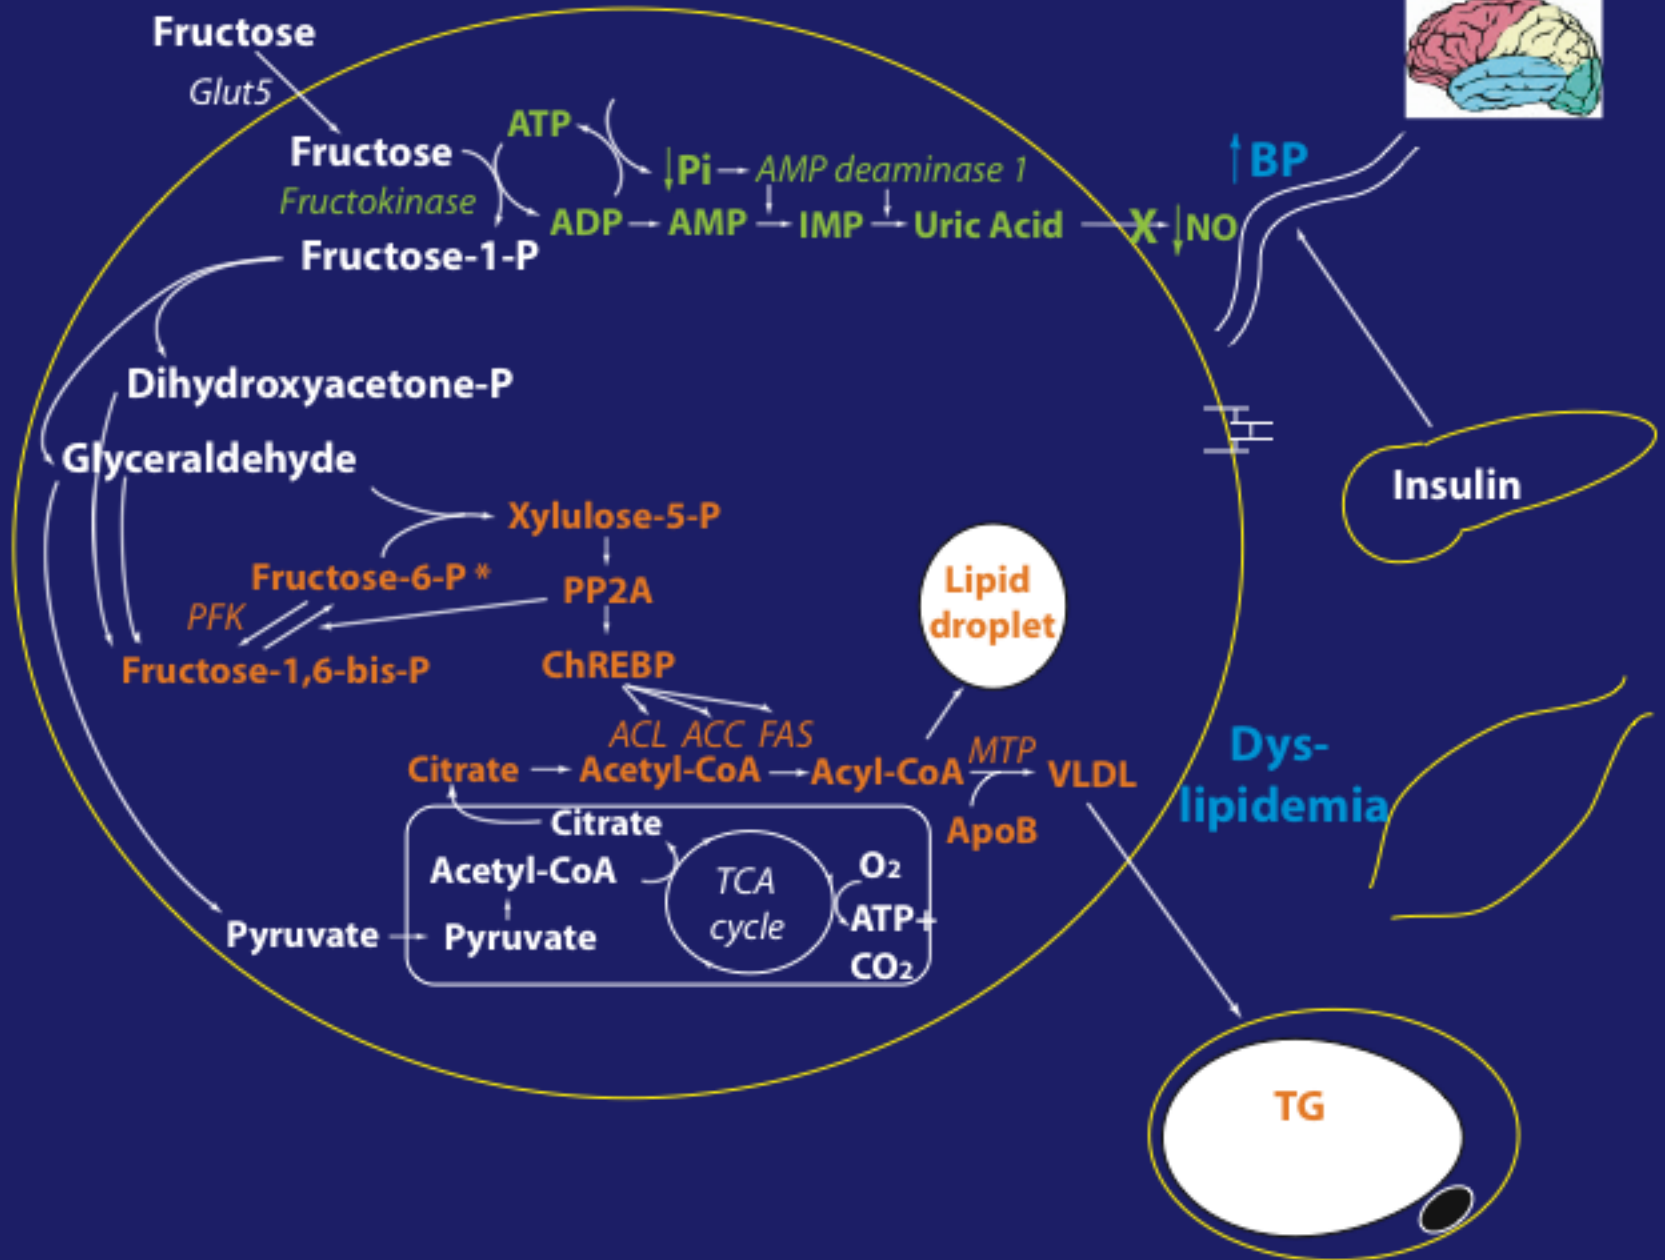 Fructose
Glut5
ATP
Fructose
↓Pi → AMP deaminase 1
Fructokinase
ADP → AMP → IMP → Uric Acid → X ↓NO
↑BP
Fructose-1-P
Dihydroxyacetone-P
Glyceraldehyde
Insulin
Xylulose-5-P
Fructose-6-P *
PP2A
PFK
Fructose-1,6-bis-P
ChREBP
Lipid
droplet
ACL ACC FAS
MTP
Citrate → Acetyl-CoA → Acyl-CoA → VLDL
ApoB
Dys-
lipidemia
Citrate
Acetyl-CoA
TCA
cycle
O2
ATP+
CO2
Pyruvate → Pyruvate
TG